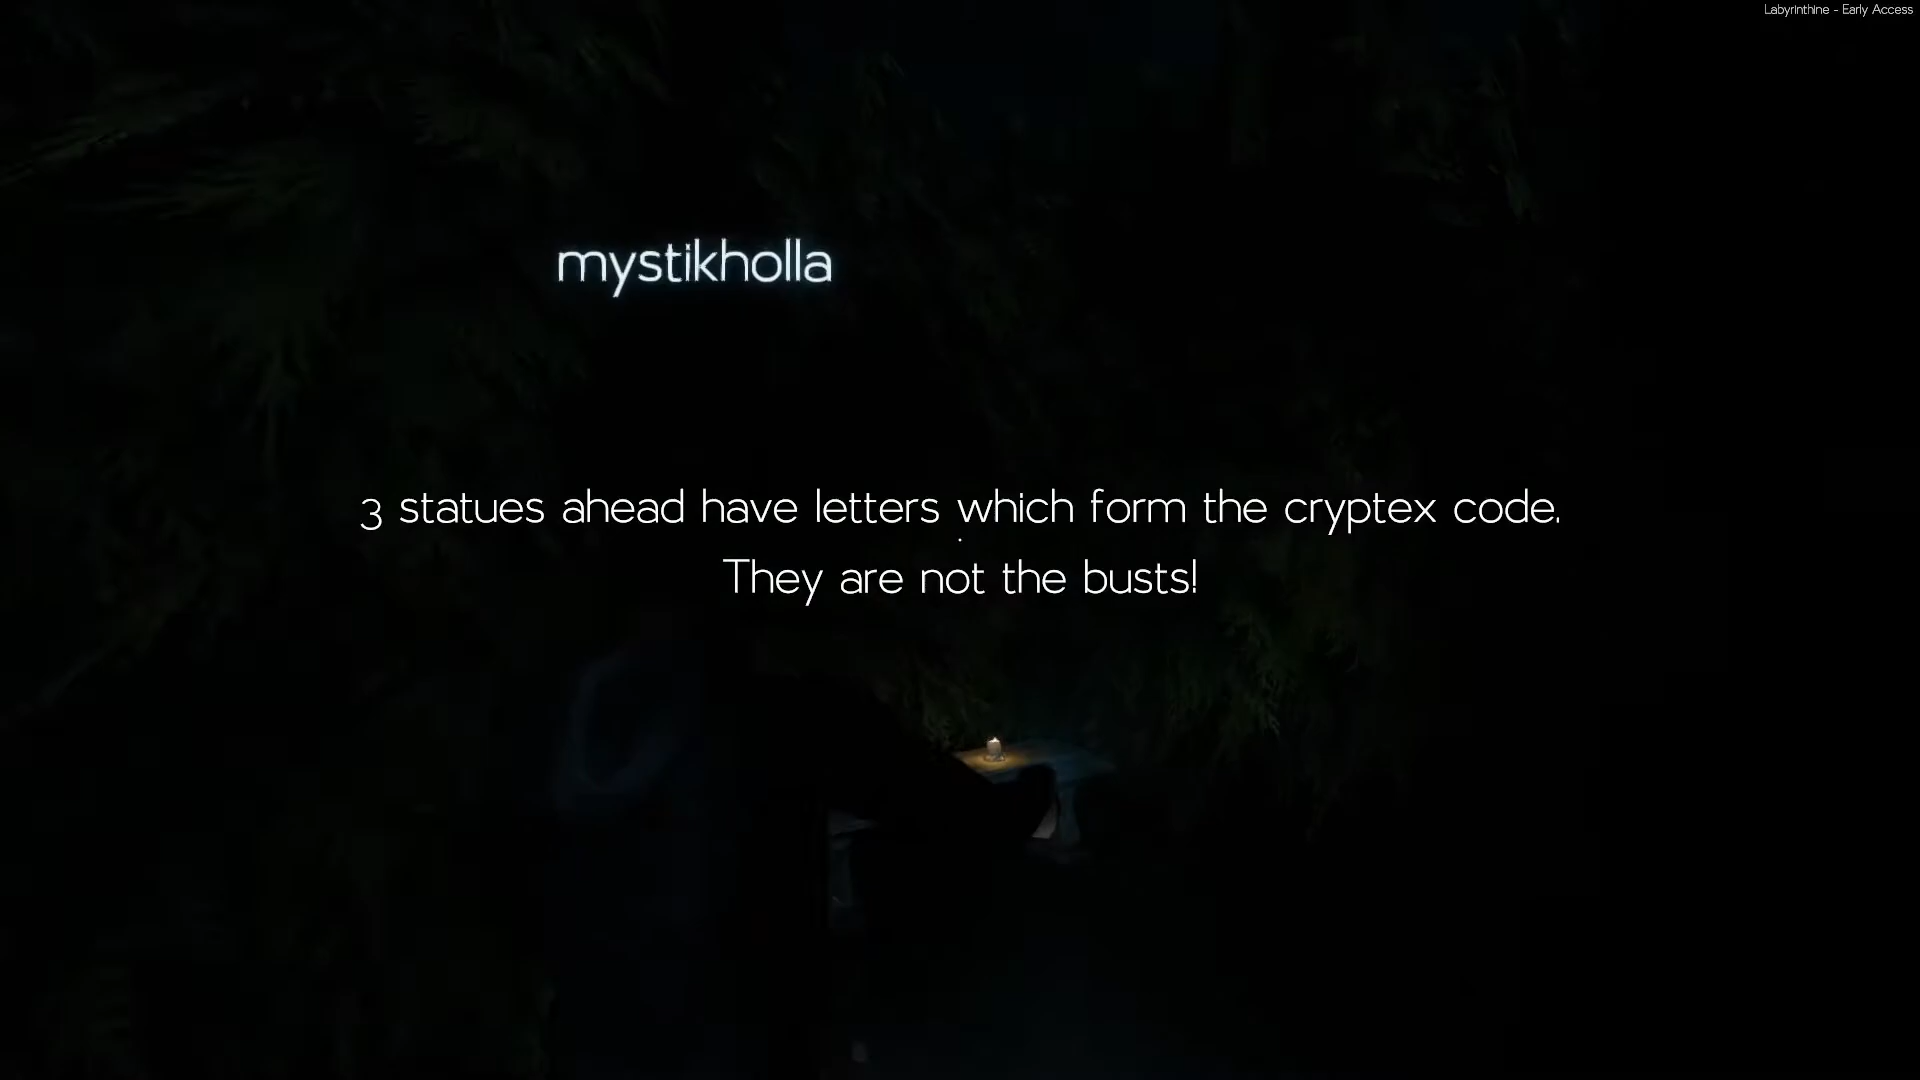 Labyrinthine - Early Access
mystikholla
3 statues ahead have letters which form the cryptex code.
They are not the busts!